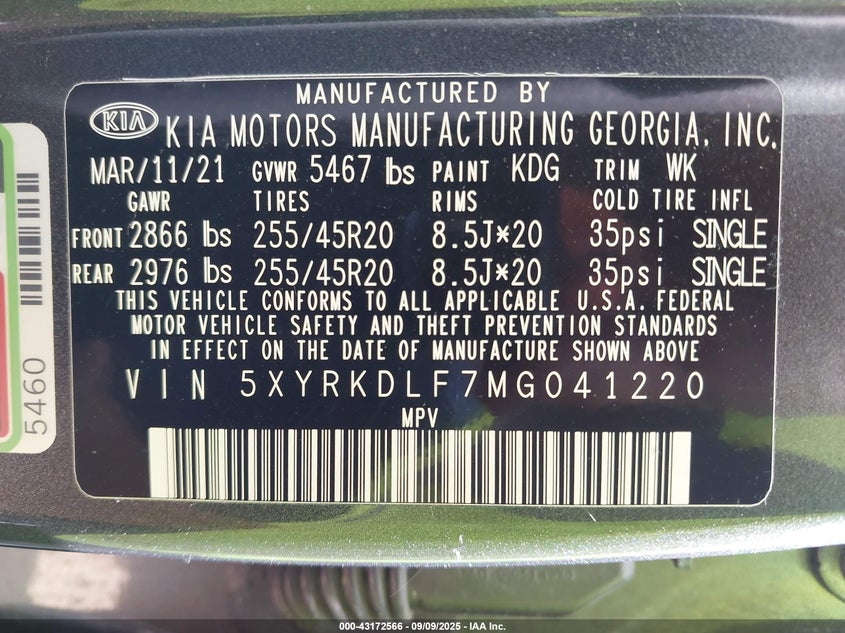 MANUFACTURED BY
KIA KIA MOTORS MANUFACTURING GEORGIA, INC.
MAR/11/21 GVWR 5467 lbs PAINT KDG TRIM WK
GAWR TIRES RIMS COLD TIRE INFL
FRONT 2866 lbs 255/45R20 8.5J×20 35psi SINGLE
REAR 2976 lbs 255/45R20 8.5J×20 35psi SINGLE
THIS VEHICLE CONFORMS TO ALL APPLICABLE U.S.A. FEDERAL
MOTOR VEHICLE SAFETY AND THEFT PREVENTION STANDARDS
IN EFFECT ON THE DATE OF MANUFACTURE SHOWN ABOVE
VIN 5XYRKDLF7MG041220
MPV
5460
000-43172566 - 09/09/2025 - IAA Inc.